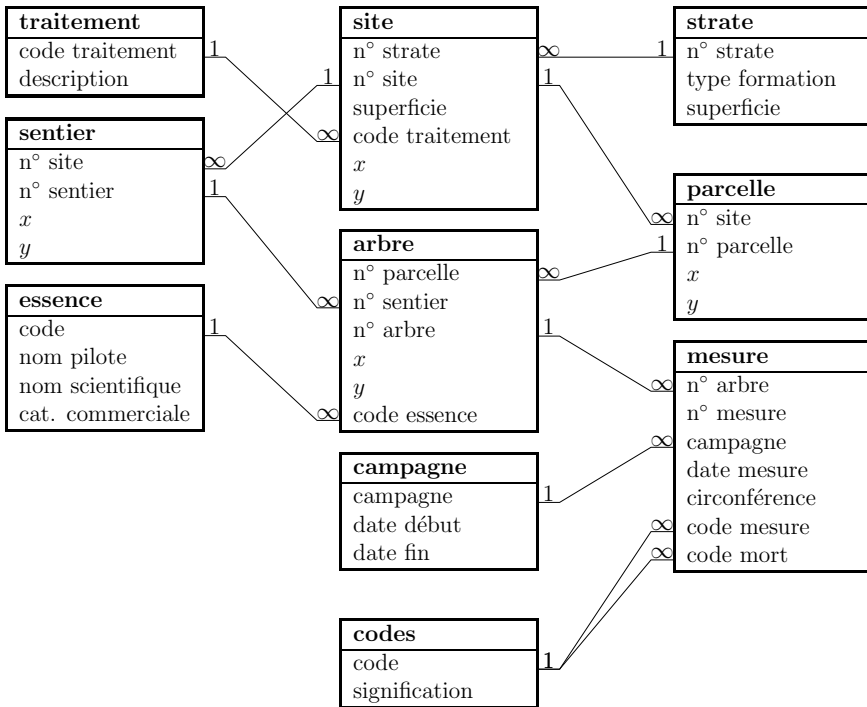 traitement
code traitement
description
sentier
n° site
n° sentier
x
y
essence
code
nom pilote
nom scientifique
cat. commerciale
site
n° strate
n° site
superficie
code traitement
x
y
arbre
n° parcelle
n° sentier
n° arbre
x
y
code essence
campagne
campagne
date début
date fin
codes
code
signification
strate
n° strate
type formation
superficie
parcelle
n° site
n° parcelle
x
y
mesure
n° arbre
n° mesure
campagne
date mesure
circonférence
code mesure
code mort
1
∞
1
1
∞
1
∞
∞
∞
1
∞
1
∞
1
1
1
1
∞
1
∞
∞
∞
∞